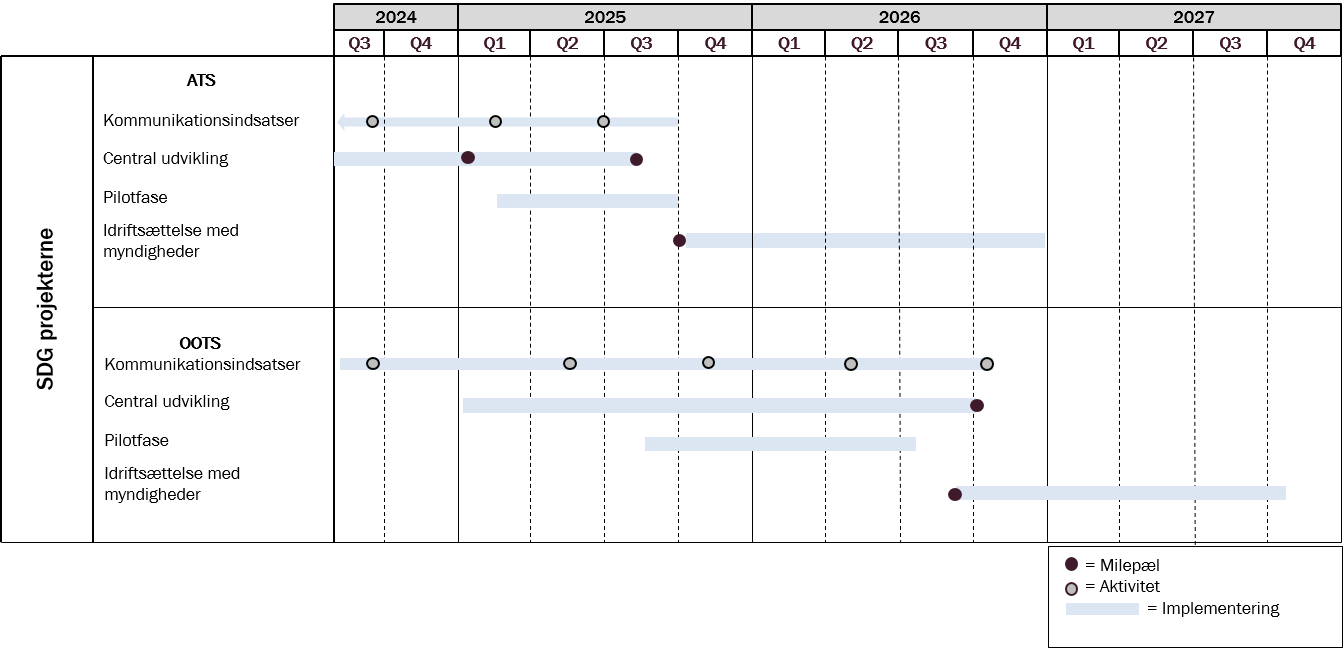 2024 2025 2026 2027
Q3 Q4 Q1 Q2 Q3 Q4 Q1 Q2 Q3 Q4 Q1 Q2 Q3 Q4
SDG projekterne
ATS
Kommunikationsindsatser
Central udvikling
Pilotfase
Idriftsættelse med
myndigheder
OOTS
Kommunikationsindsatser
Central udvikling
Pilotfase
Idriftsættelse med
myndigheder
= Milepæl
= Aktivitet
= Implementering